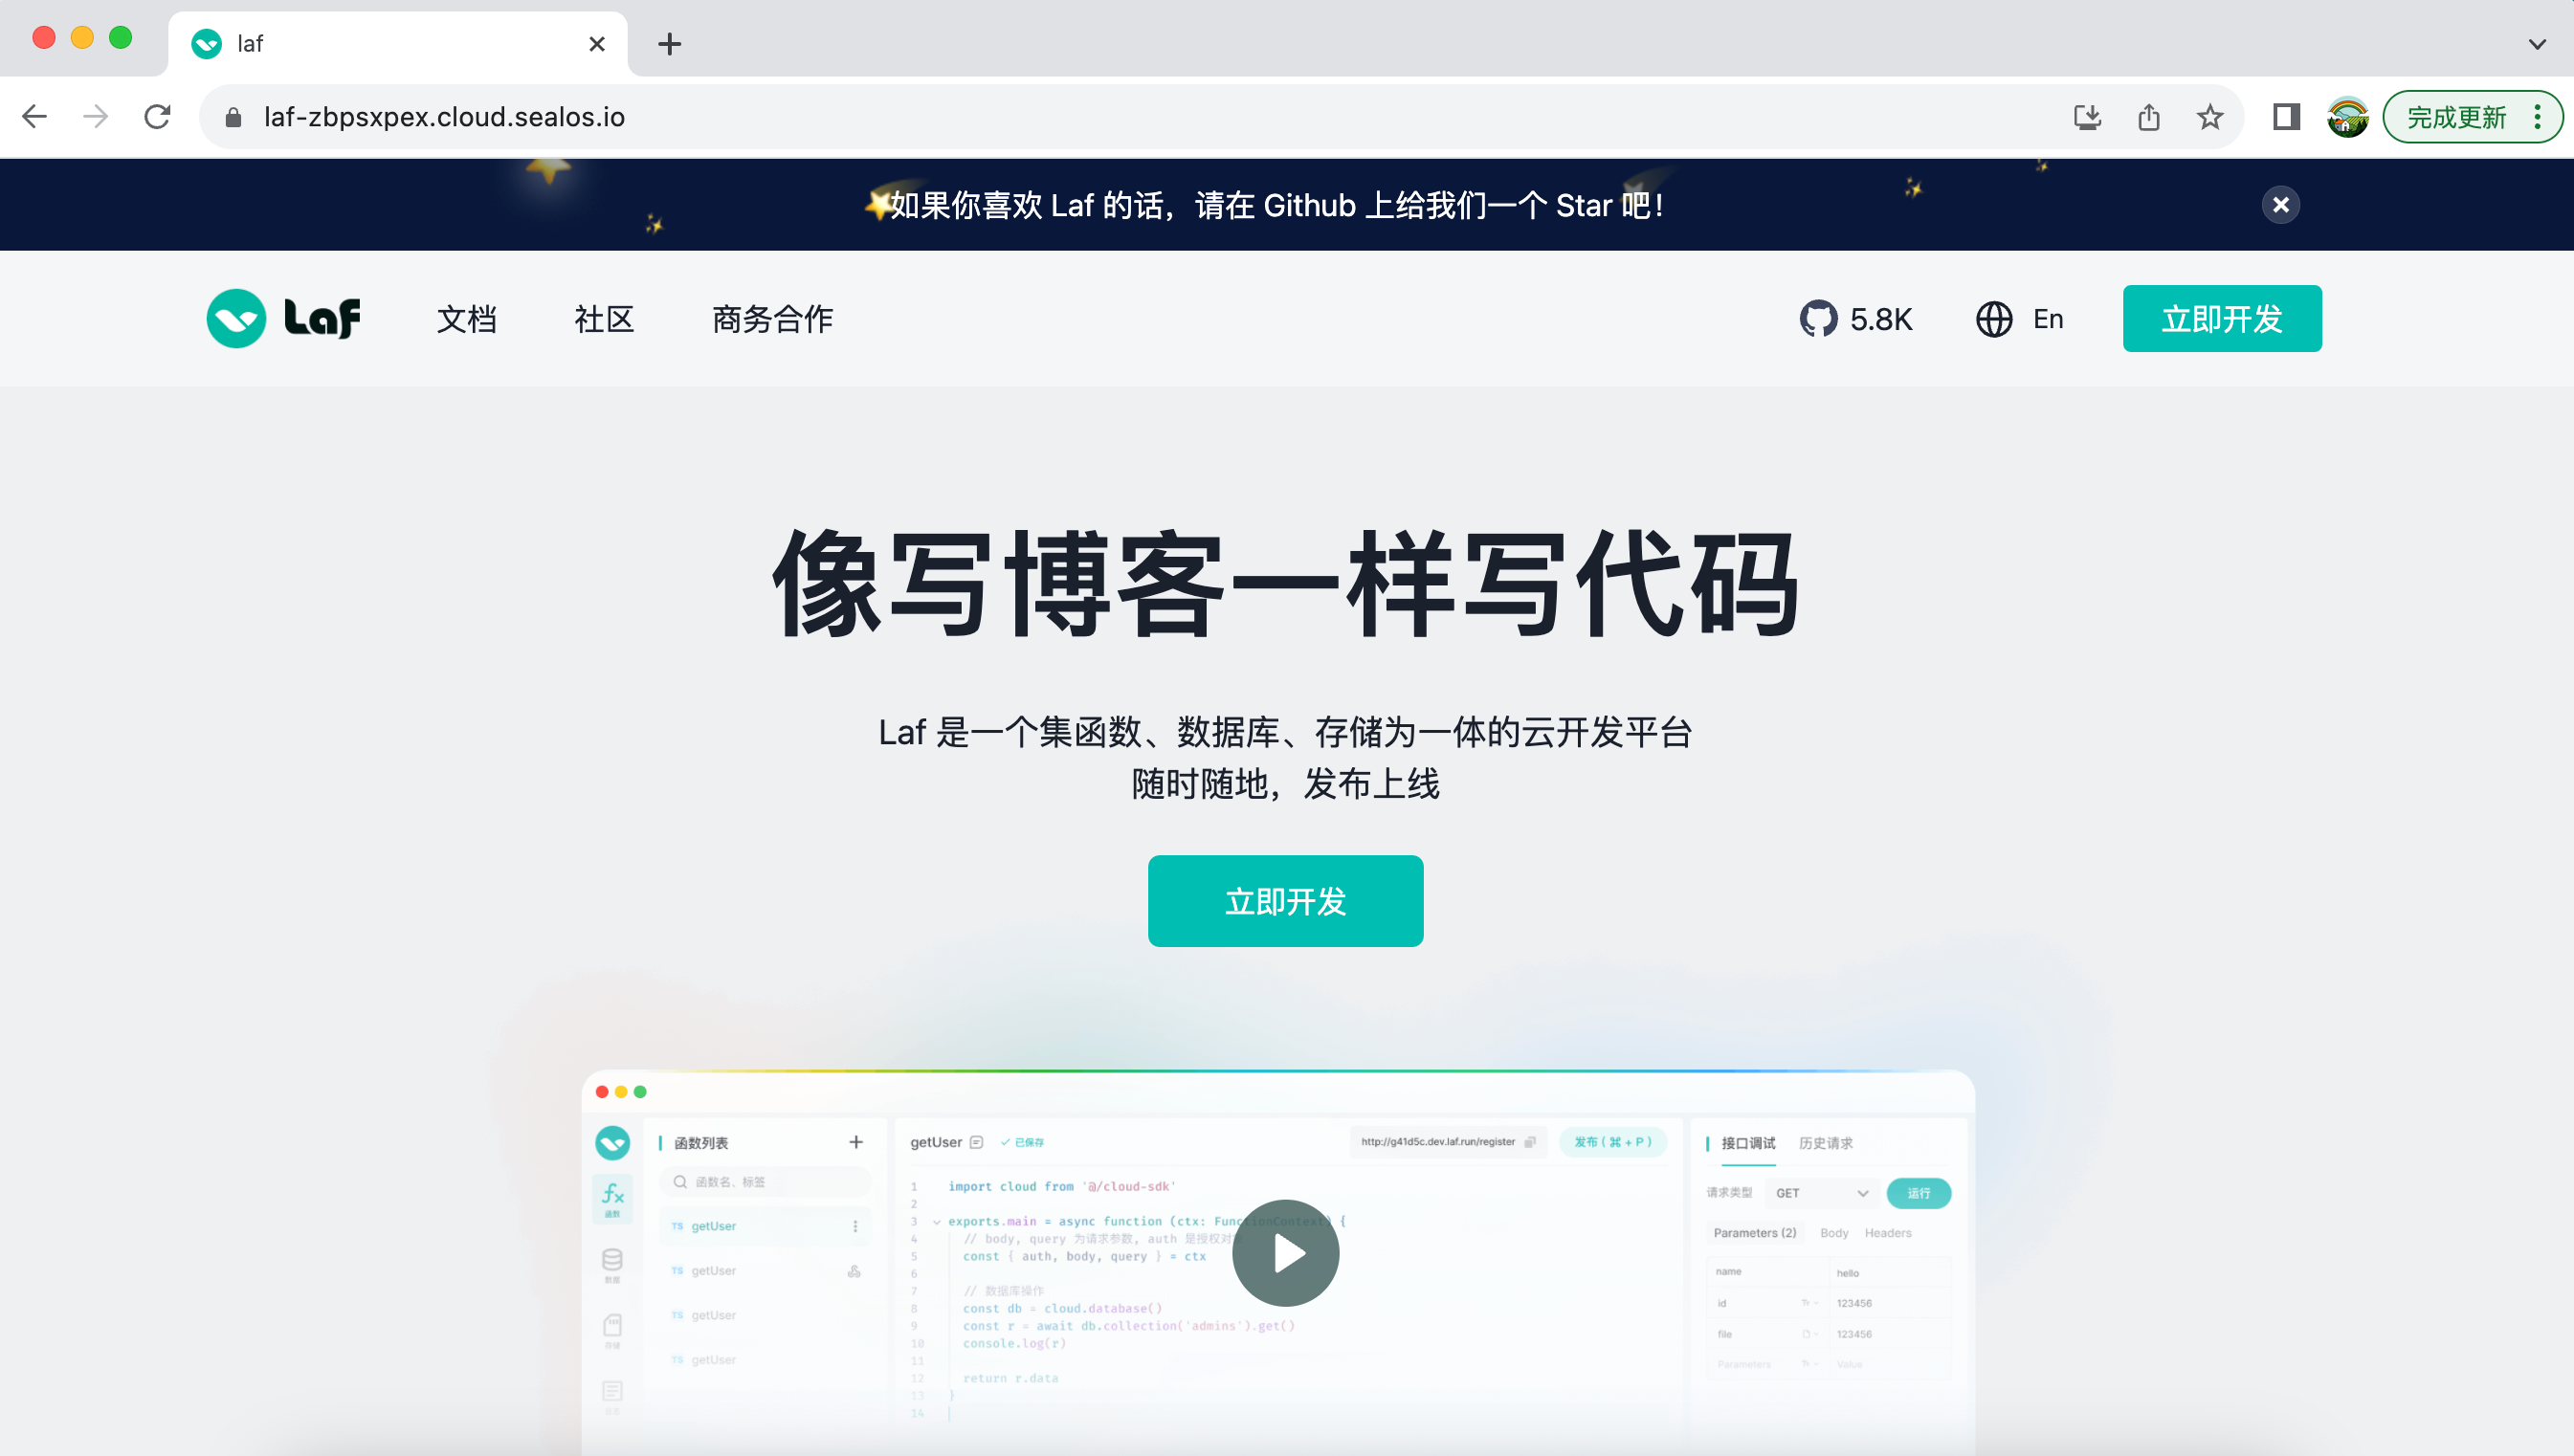 laf
laf-zbpsxpex.cloud.sealos.io
完成更新
如果你喜欢 Laf 的话，请在 Github 上给我们一个 Star 吧！
Laf 文档 社区 商务合作 5.8K En 立即开发
像写博客一样写代码
Laf 是一个集函数、数据库、存储为一体的云开发平台
随时随地，发布上线
立即开发
函数列表
函数名、标签
函数
TS getUser
TS getUser
数据
TS getUser
存储
TS getUser
getUser 已保存 http://g41d5c.dev.laf.run/register 发布 ( ⌘ + P )
1 import cloud from '@/cloud-sdk'
2
3 exports.main = async function (ctx: FunctionContext) {
4 // body, query 为请求参数, auth 是授权对
5 const { auth, body, query } = ctx
6
7 // 数据库操作
8 const db = cloud.database()
9 const r = await db.collection('admins').get()
10 console.log(r)
11
12 return r.data
13 }
14
接口调试 历史请求
请求类型 GET 运行
Parameters (2) Body Headers
name hello
id 123456
file 123456
Parameters Value